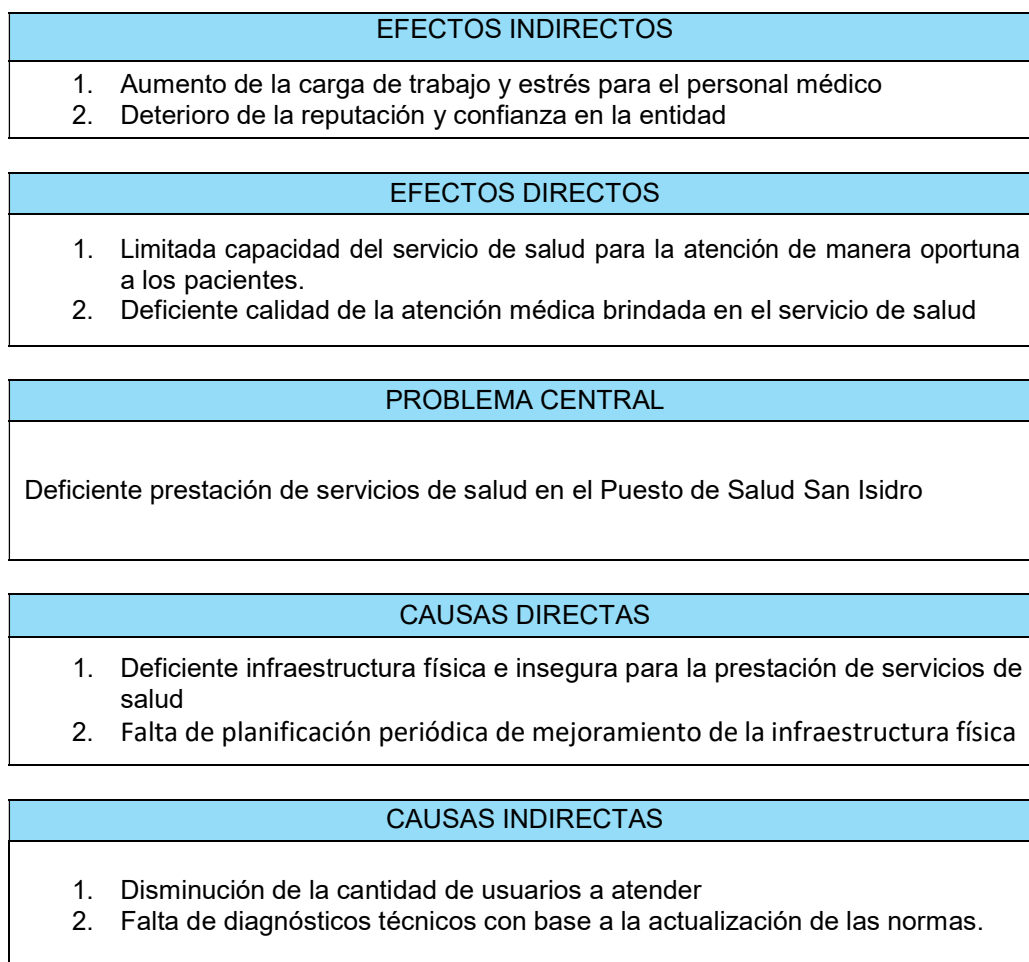 EFECTOS INDIRECTOS
1. Aumento de la carga de trabajo y estrés para el personal médico
2. Deterioro de la reputación y confianza en la entidad
EFECTOS DIRECTOS
1. Limitada capacidad del servicio de salud para la atención de manera oportuna
a los pacientes.
2. Deficiente calidad de la atención médica brindada en el servicio de salud
PROBLEMA CENTRAL
Deficiente prestación de servicios de salud en el Puesto de Salud San Isidro
CAUSAS DIRECTAS
1. Deficiente infraestructura física e insegura para la prestación de servicios de
salud
2. Falta de planificación periódica de mejoramiento de la infraestructura física
CAUSAS INDIRECTAS
1. Disminución de la cantidad de usuarios a atender
2. Falta de diagnósticos técnicos con base a la actualización de las normas.